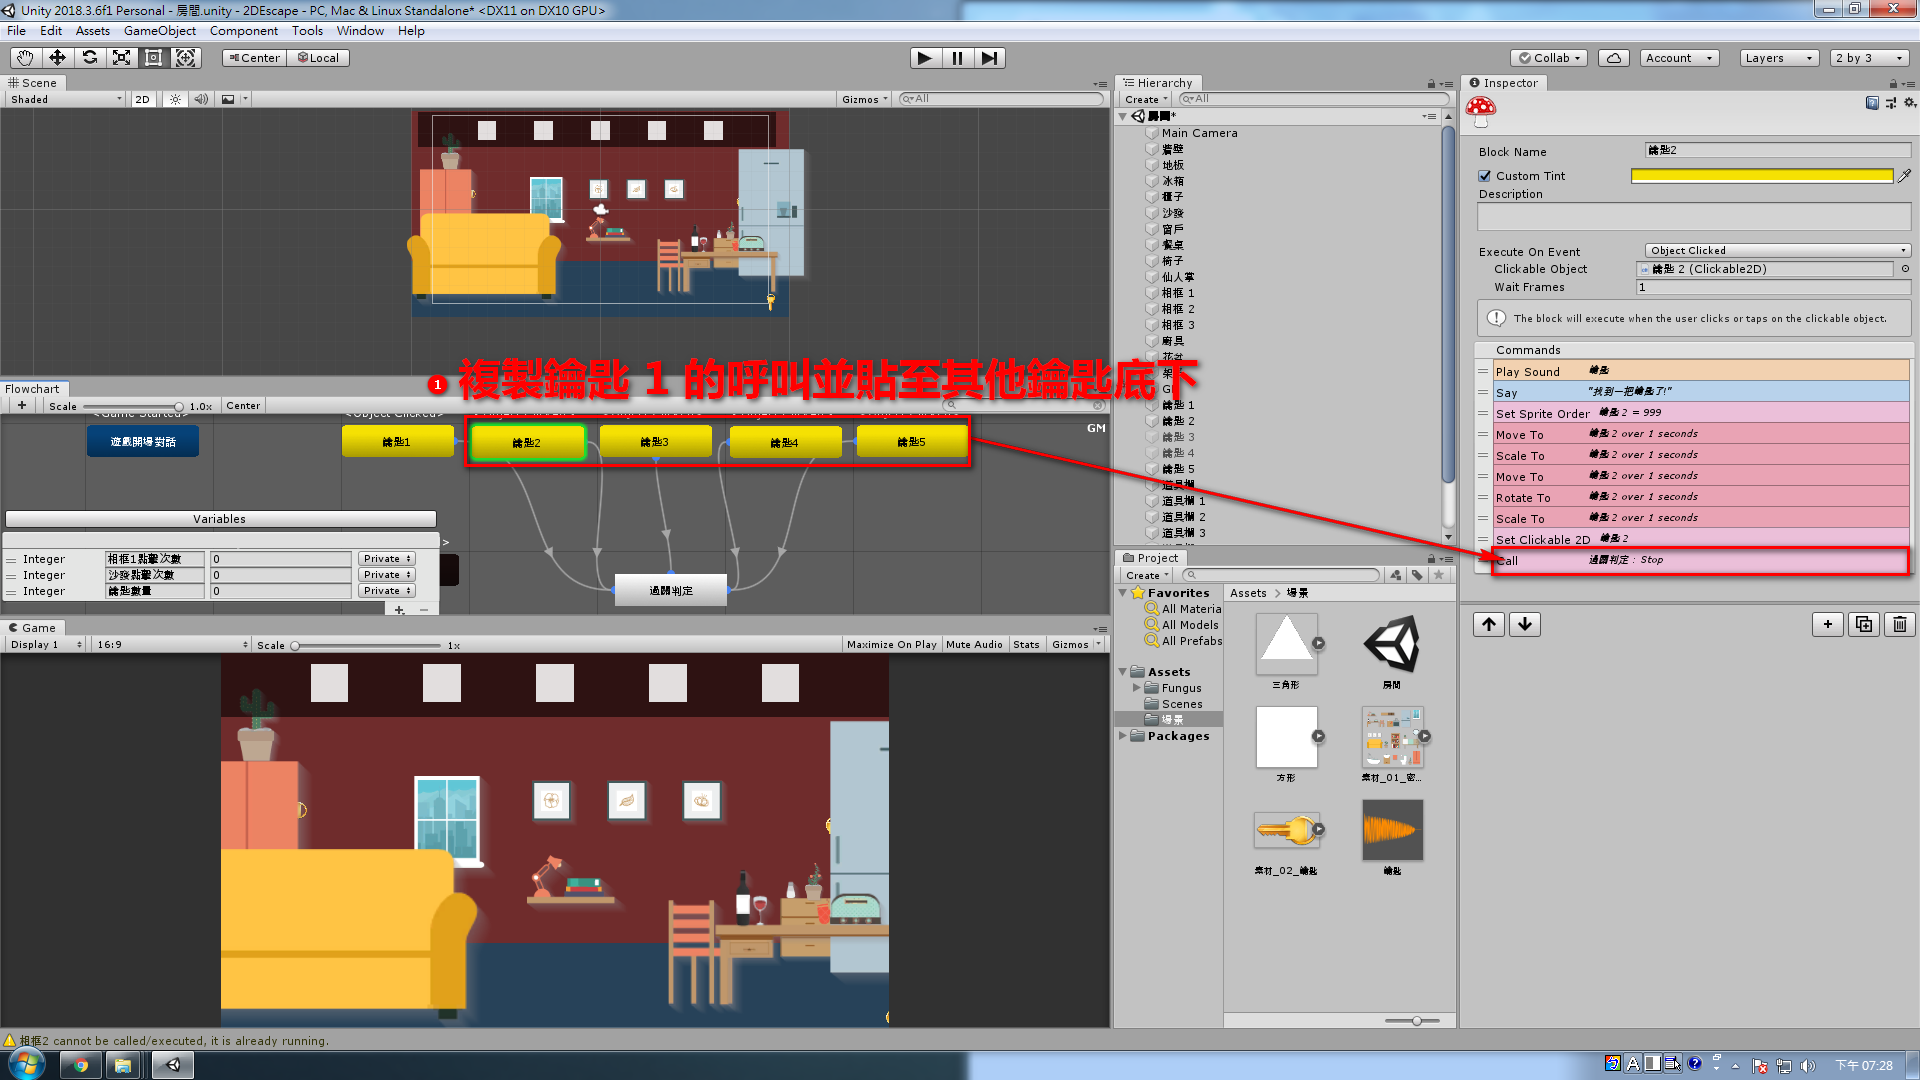 Unity 2018.3.6f1 Personal - 房間.unity - 2DEscape - PC, Mac & Linux Standalone* <DX11 on DX10 GPU>
File Edit Assets GameObject Component Tools Window Help
Center Local
Collab Account Layers 2 by 3
Scene
Shaded 2D Gizmos All
❶ 複製鑰匙 1 的呼叫並貼至其他鑰匙底下
Flowchart
Scale 1.0x Center
<Game Started> <Object Clicked>
GM
遊戲開場對話 鑰匙1 鑰匙2 鑰匙3 鑰匙4 鑰匙5
過關判定
Variables
Integer 相框1點擊次數 0 Private
Integer 沙發點擊次數 0 Private
Integer 鑰匙數量 0 Private
Game
Display 1 16:9 Scale 1x Maximize On Play Mute Audio Stats Gizmos
相框2 cannot be called/executed, it is already running.
Hierarchy
Create All
房間*
Main Camera
牆壁
地板
冰箱
櫃子
沙發
窗戶
餐桌
椅子
仙人掌
相框 1
相框 2
相框 3
廚具
花盆
鑰匙 1
鑰匙 2
鑰匙 3
鑰匙 4
鑰匙 5
道具欄
道具欄 1
道具欄 2
道具欄 3
Project
Create
Favorites
All Materia
All Models
All Prefabs
Assets
Fungus
Scenes
場景
Packages
Assets > 場景
三角形 房間
方形 素材_01_密...
素材_02_鑰匙 鑰匙
Inspector
Block Name 鑰匙2
Custom Tint
Description
Execute On Event Object Clicked
Clickable Object 鑰匙 2 (Clickable2D)
Wait Frames 1
The block will execute when the user clicks or taps on the clickable object.
Commands
Play Sound 鑰匙
Say "找到一把鑰匙了!"
Set Sprite Order 鑰匙 2 = 999
Move To 鑰匙 2 over 1 seconds
Scale To 鑰匙 2 over 1 seconds
Move To 鑰匙 2 over 1 seconds
Rotate To 鑰匙 2 over 1 seconds
Scale To 鑰匙 2 over 1 seconds
Set Clickable 2D 鑰匙 2
Call 過關判定 : Stop
下午 07:28